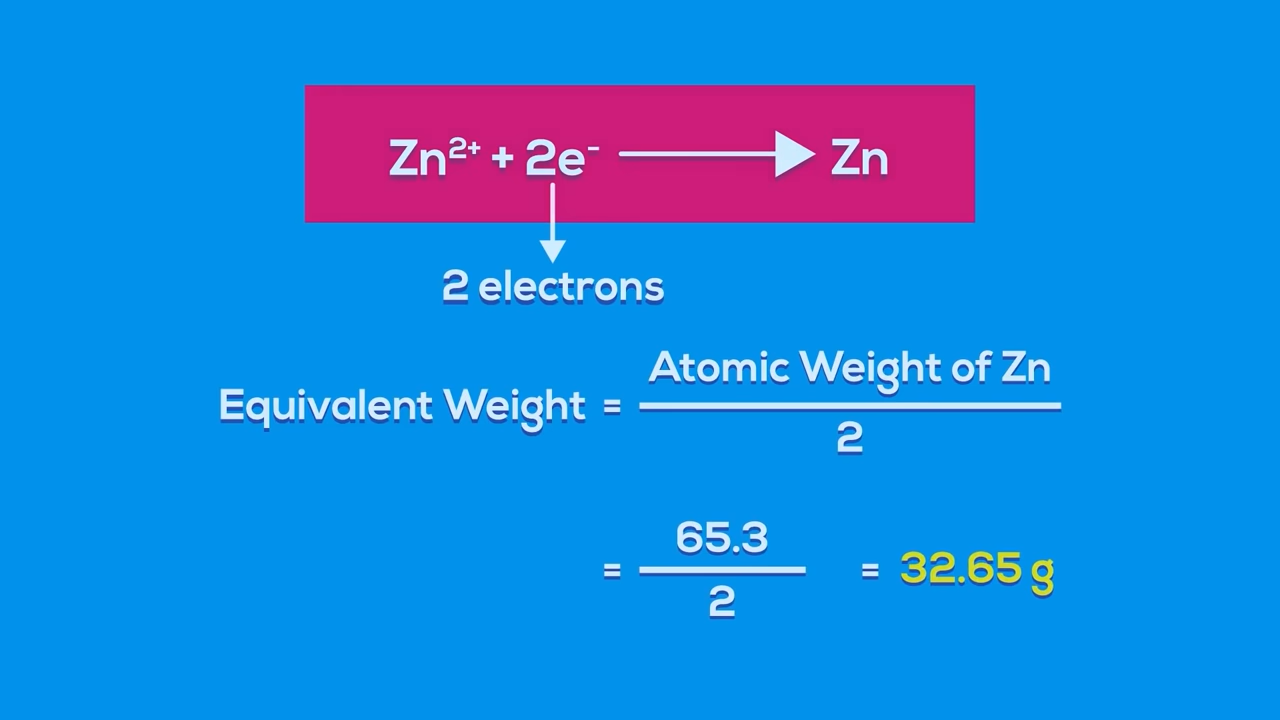 Zn²⁺ + 2e⁻ ⟶ Zn
2 electrons
Equivalent Weight = Atomic Weight of Zn / 2
= 65.3 / 2 = 32.65 g